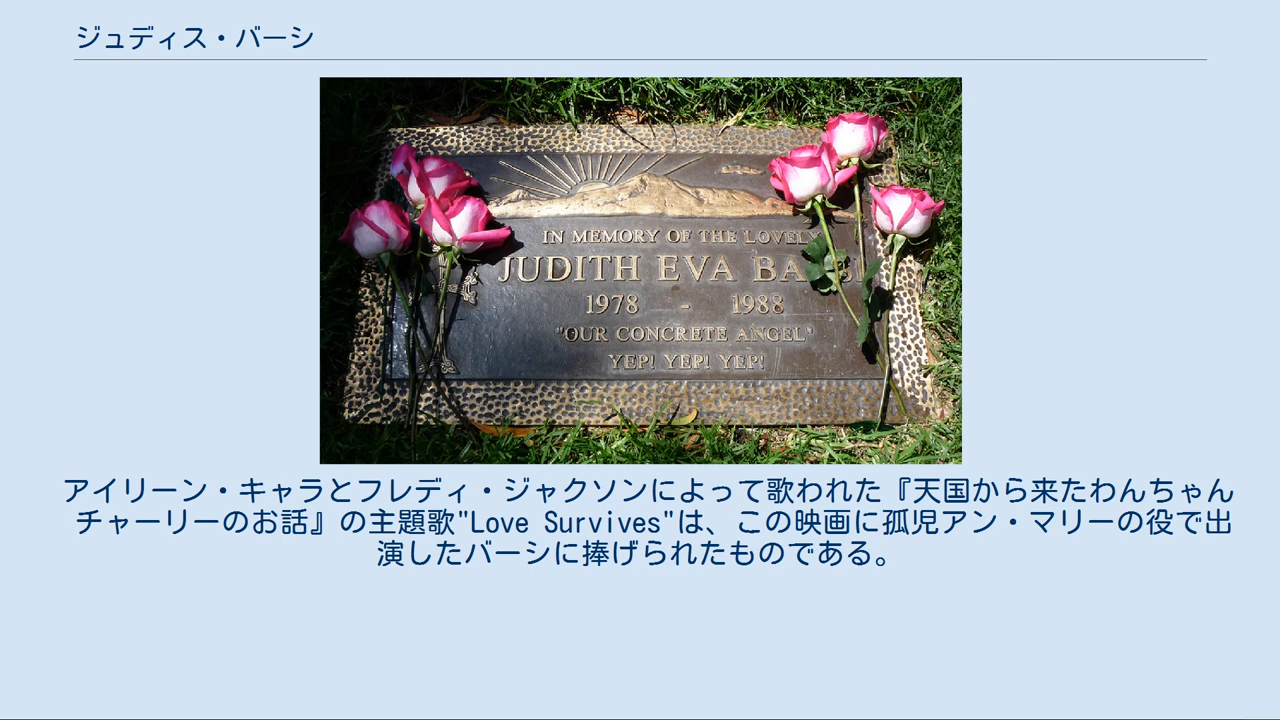 ジュディス・バーシ
IN MEMORY OF THE LOVELY
JUDITH EVA
1978 - 1988
"OUR CONCRETE ANGEL"
YEP! YEP! YEP!
アイリーン・キャラとフレディ・ジャクソンによって歌われた『天国から来たわんちゃん
チャーリーのお話』の主題歌"Love Survives"は、この映画に孤児アン・マリーの役で出
演したバーシに捧げられたものである。